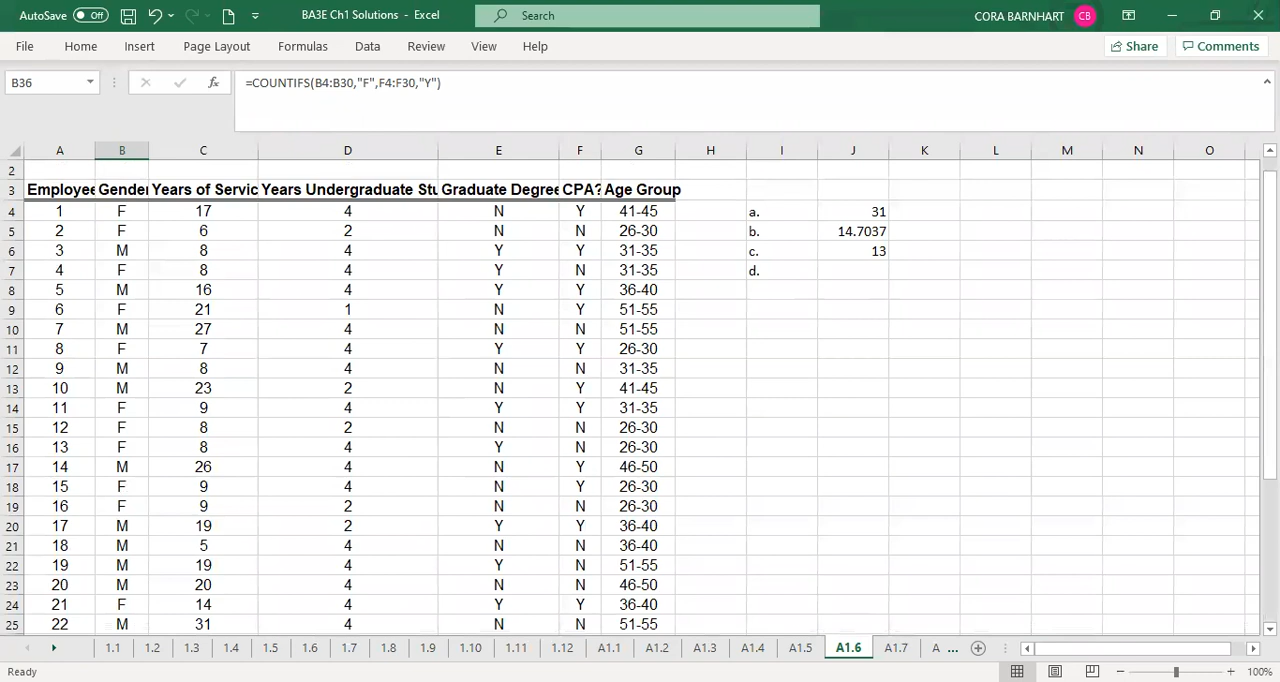 AutoSave Off BA3E Ch1 Solutions - Excel Search CORA BARNHART CB
File Home Insert Page Layout Formulas Data Review View Help Share Comments
B36 fx =COUNTIFS(B4:B30,"F",F4:F30,"Y")
A B C D E F G H I J K L M N O
2
3 Employee Gender Years of Servic Years Undergraduate Stu Graduate Degree CPA? Age Group
4 1 F 17 4 N Y 41-45 a. 31
5 2 F 6 2 N N 26-30 b. 14.7037
6 3 M 8 4 Y Y 31-35 c. 13
7 4 F 8 4 Y N 31-35 d.
8 5 M 16 4 Y Y 36-40
9 6 F 21 1 N Y 51-55
10 7 M 27 4 N N 51-55
11 8 F 7 4 Y Y 26-30
12 9 M 8 4 N N 31-35
13 10 M 23 2 N Y 41-45
14 11 F 9 4 Y Y 31-35
15 12 F 8 2 N N 26-30
16 13 F 8 4 Y N 26-30
17 14 M 26 4 N Y 46-50
18 15 F 9 4 N Y 26-30
19 16 F 9 2 N N 26-30
20 17 M 19 2 Y Y 36-40
21 18 M 5 4 N N 36-40
22 19 M 19 4 Y N 51-55
23 20 M 20 4 N N 46-50
24 21 F 14 4 Y Y 36-40
25 22 M 31 4 N N 51-55
1.1 1.2 1.3 1.4 1.5 1.6 1.7 1.8 1.9 1.10 1.11 1.12 A1.1 A1.2 A1.3 A1.4 A1.5 A1.6 A1.7 A ...
Ready 100%